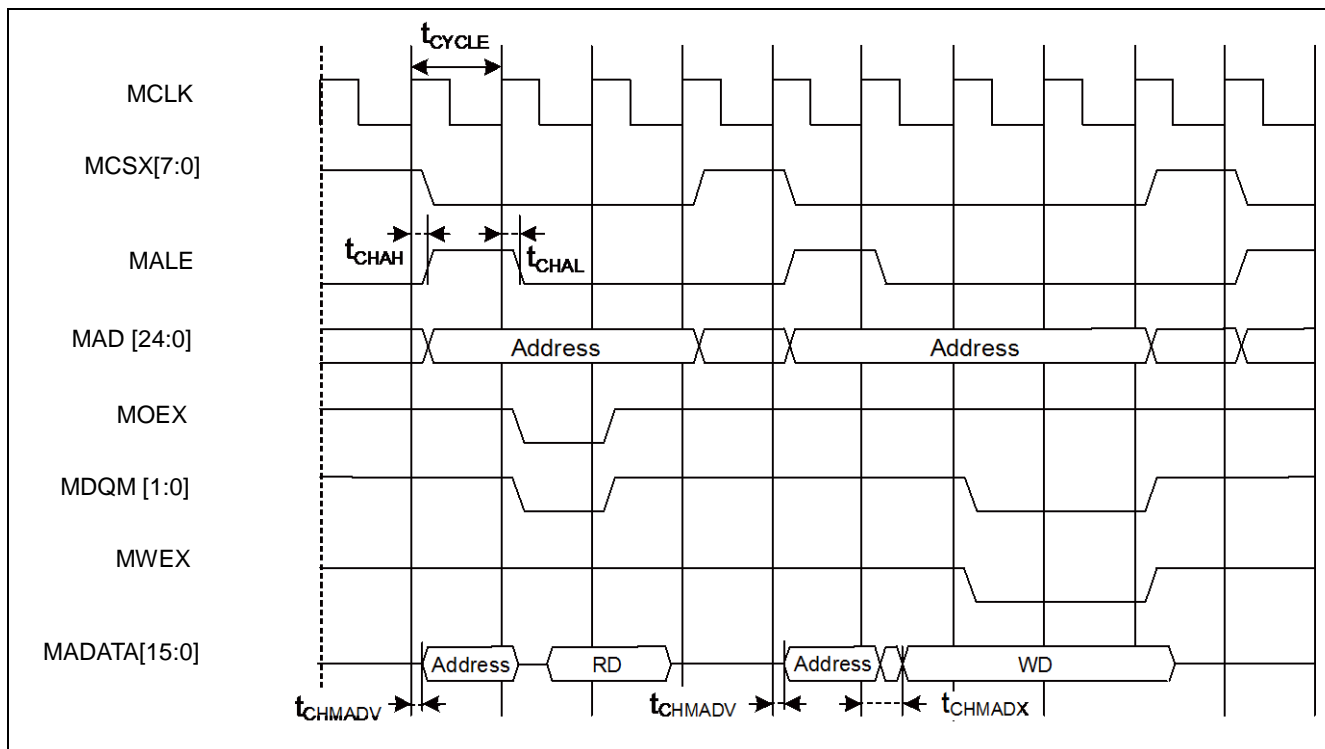 tCYCLE
MCLK
MCSX[7:0]
tCHAH
tCHAL
MALE
MAD [24:0]
Address
Address
MOEX
MDQM [1:0]
MWEX
MADATA[15:0]
Address
RD
Address
WD
tCHMADV
tCHMADV
tCHMADX